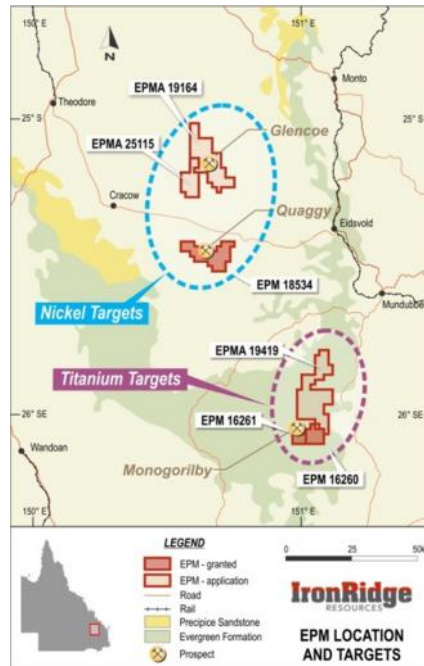 150° E
151° E
N
Monto
Theodore
EPMA 19164
25° S
25° S
Glencoe
EPMA 25115
Cracow
Quaggy
Eidsvold
EPM 18534
Mundubbe
Nickel Targets
EPMA 19419
Titanium Targets
26° SE
26° SE
EPM 16261
Wandoan
Monogorilby
EPM 16260
150° E
151° E
LEGEND
EPM - granted
EPM - application
Road
Rail
Precipice Sandstone
Evergreen Formation
Prospect
0 25 50k
IronRidge
RESOURCES
EPM LOCATION
AND TARGETS